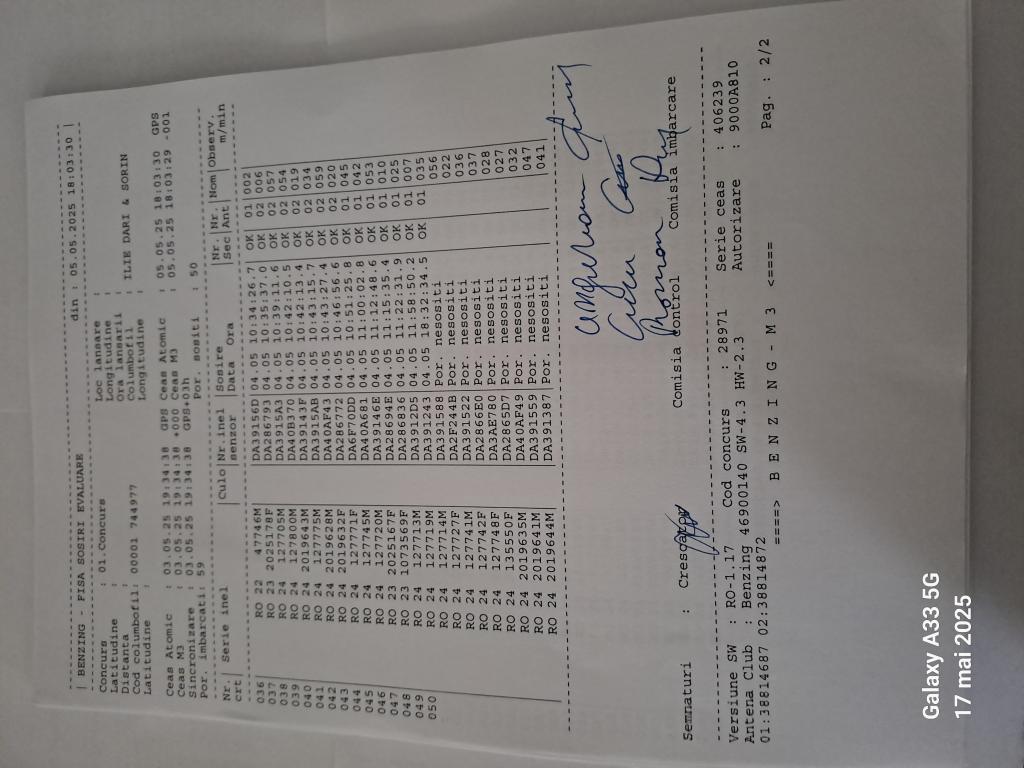 | BENZING - FISA SOSIRI EVALUARE din : 05.05.2025 18:03:30 |
Concurs : 01.Concurs Loc lansare :
Latitudine : Longitudine :
Distanta : Ora lansarii :
Cod columbofil: 00001 744977 Columbofil : ILIE DARI & SORIN
Latitudine : Longitudine :
Ceas Atomic : 03.05.25 19:34:38 GPS Ceas Atomic : 05.05.25 18:03:30 GPS
Ceas M3 : 03.05.25 19:34:38 +000 Ceas M3 : 05.05.25 18:03:29 -001
Sincronizare : 03.05.25 19:34:38 GPS+03h
Por. imbarcati: 59 Por. sositi : 50
Nr. Serie inel |Culo |Nr.inel |Sosire |Nr.|Nr.|Nom|Observ.
crt senzor |Data Ora |Sec|Ant| m/min
036 RO 22 47746M |DA39156D |04.05 10:34:26.7 OK 01 002
037 RO 23 2025178F |DA286793 |04.05 10:35:37.0 OK 02 006
038 RO 24 127705M |DA3915A3 |04.05 10:39:11.6 OK 02 057
039 RO 24 127800M |DA40B370 |04.05 10:42:10.5 OK 02 054
040 RO 24 2019643M |DA39143F |04.05 10:42:13.4 OK 02 019
041 RO 24 127775M |DA3915AB |04.05 10:43:15.7 OK 02 034
042 RO 24 2019628M |DA40AF43 |04.05 10:43:27.4 OK 02 059
043 RO 24 2019632F |DA286772 |04.05 10:46:56.6 OK 02 020
044 RO 24 127771F |DA6F70DD |04.05 10:51:25.8 OK 01 045
045 RO 24 127745M |DA40A681 |04.05 11:00:02.8 OK 01 042
046 RO 24 127720M |DA39146E |04.05 11:12:48.6 OK 01 053
047 RO 23 2025167F |DA28694E |04.05 11:15:35.4 OK 01 010
048 RO 23 1073569F |DA286836 |04.05 11:22:31.9 OK 01 025
049 RO 24 127713M |DA3912D5 |04.05 11:58:50.2 OK 01 007
050 RO 24 127719M |DA391243 |04.05 18:32:34.5 OK 01 035
RO 24 127714M |DA391588 |Por. nesositi 056
RO 24 127727F |DA2F244B |Por. nesositi 022
RO 24 127741M |DA391522 |Por. nesositi 036
RO 24 127742F |DA2866E0 |Por. nesositi 037
RO 24 127748F |DA3AE780 |Por. nesositi 028
RO 24 135550F |DA2865D7 |Por. nesositi 027
RO 24 2019635M |DA40AF49 |Por. nesositi 032
RO 24 2019641M |DA391559 |Por. nesositi 047
RO 24 2019644M |DA391387 |Por. nesositi 041
Semnaturi : Crescator Comisia control Comisia imbarcare
Versiune SW : RO-1.17 Cod concurs : 28971 Serie ceas : 406239
Antena Club : Benzing 46900140 SW-4.3 HW-2.3 Autorizare : 9000A810
01:38814687 02:38814872
====> B E N Z I N G - M 3 <====
Pag. : 2/2
Galaxy A33 5G
17 mai 2025